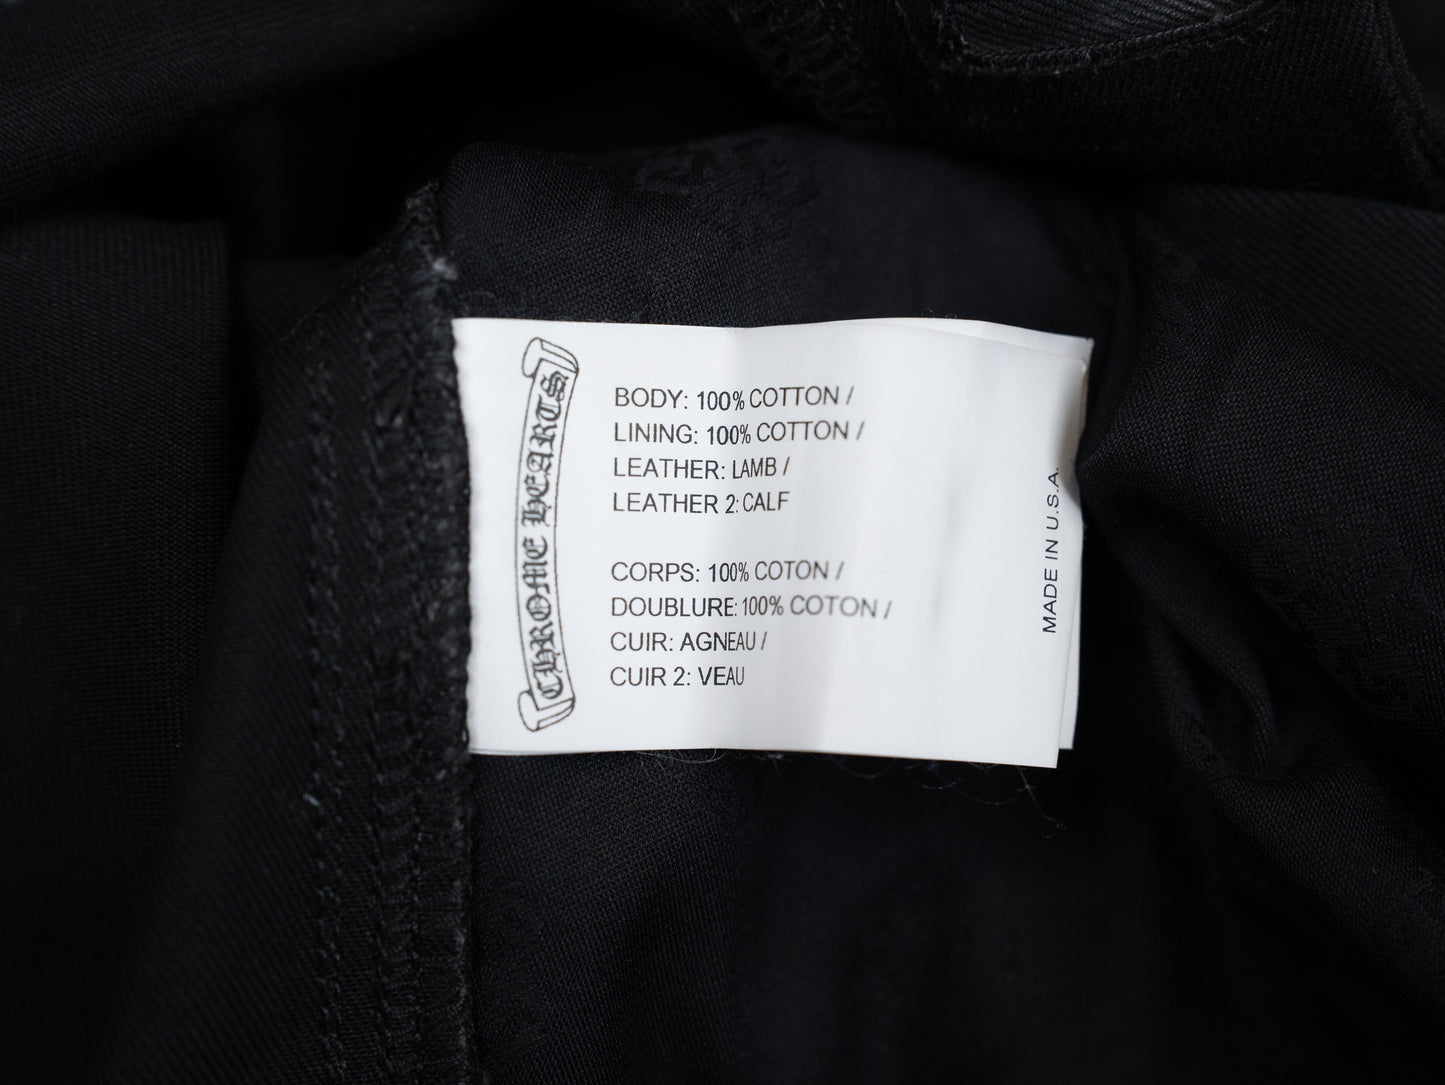 CHROME HEARTS
BODY: 100% COTTON /
LINING: 100% COTTON /
LEATHER: LAMB /
LEATHER 2: CALF
CORPS: 100% COTON /
DOUBLURE: 100% COTON /
CUIR: AGNEAU /
CUIR 2: VEAU
MADE IN U.S.A.